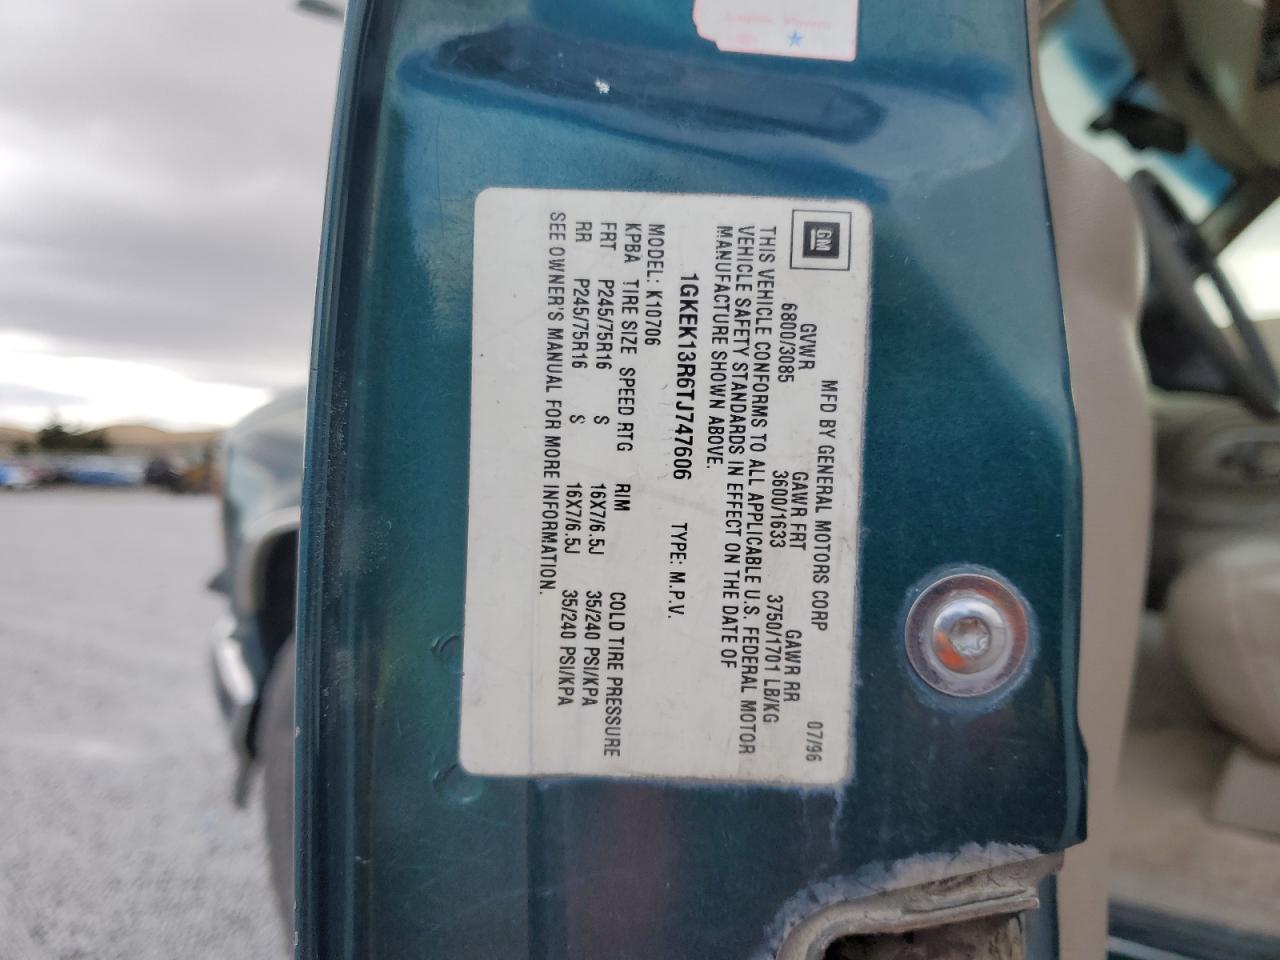 GM
MFD BY GENERAL MOTORS CORP 07/96
GVWR GAWR FRT GAWR RR
6800/3085 3600/1633 3750/1701 LB/KG
THIS VEHICLE CONFORMS TO ALL APPLICABLE U.S. FEDERAL MOTOR
VEHICLE SAFETY STANDARDS IN EFFECT ON THE DATE OF
MANUFACTURE SHOWN ABOVE.
1GKEK13R6TJ747606 TYPE: M.P.V.
MODEL: K10706
KPBA TIRE SIZE SPEED RTG RIM COLD TIRE PRESSURE
FRT P245/75R16 S 16X7/6.5J 35/240 PSI/KPA
RR P245/75R16 S 16X7/6.5J 35/240 PSI/KPA
SEE OWNER'S MANUAL FOR MORE INFORMATION.